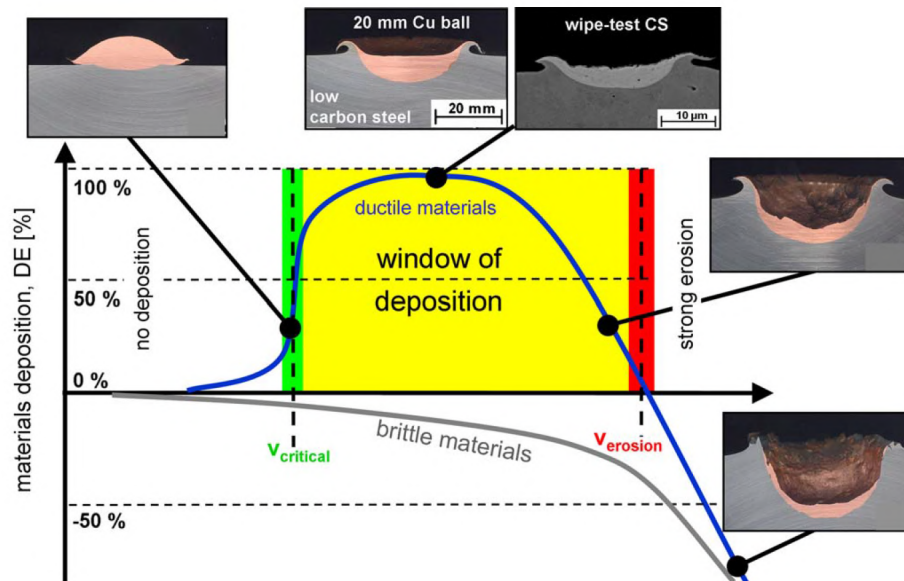 20 mm Cu ball
wipe-test CS
low
carbon steel
20 mm
10 µm
100 %
50 %
0 %
-50 %
materials deposition, DE [%]
no deposition
ductile materials
window of
deposition
strong erosion
brittle materials
vcritical
verosion